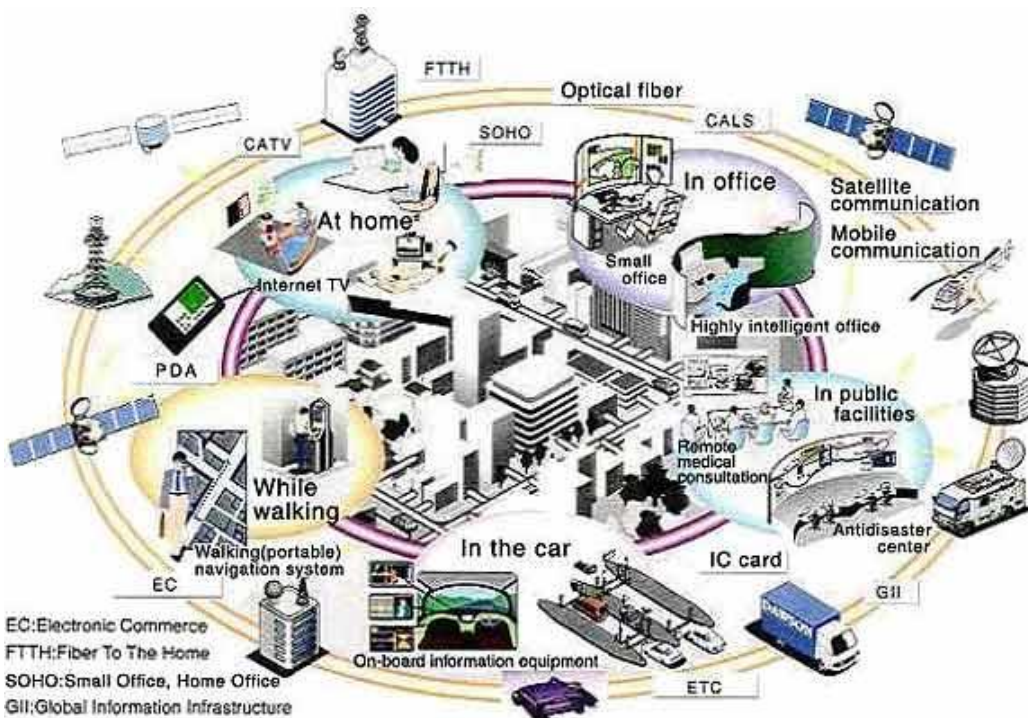 FTTH
Optical fiber
CALS
CATV
SOHO
In office
At home
Satellite
communication
Mobile
communication
Small
office
Internet TV
Highly intelligent office
PDA
In public
facilities
Remote
medical
consultation
While
walking
Antidisaster
center
Walking(portable)
navigation system
In the car
IC card
EC
GII
DAWSON
On-board information equipment
ETC
EC:Electronic Commerce
FTTH:Fiber To The Home
SOHO:Small Office, Home Office
GII:Global Information Infrastructure